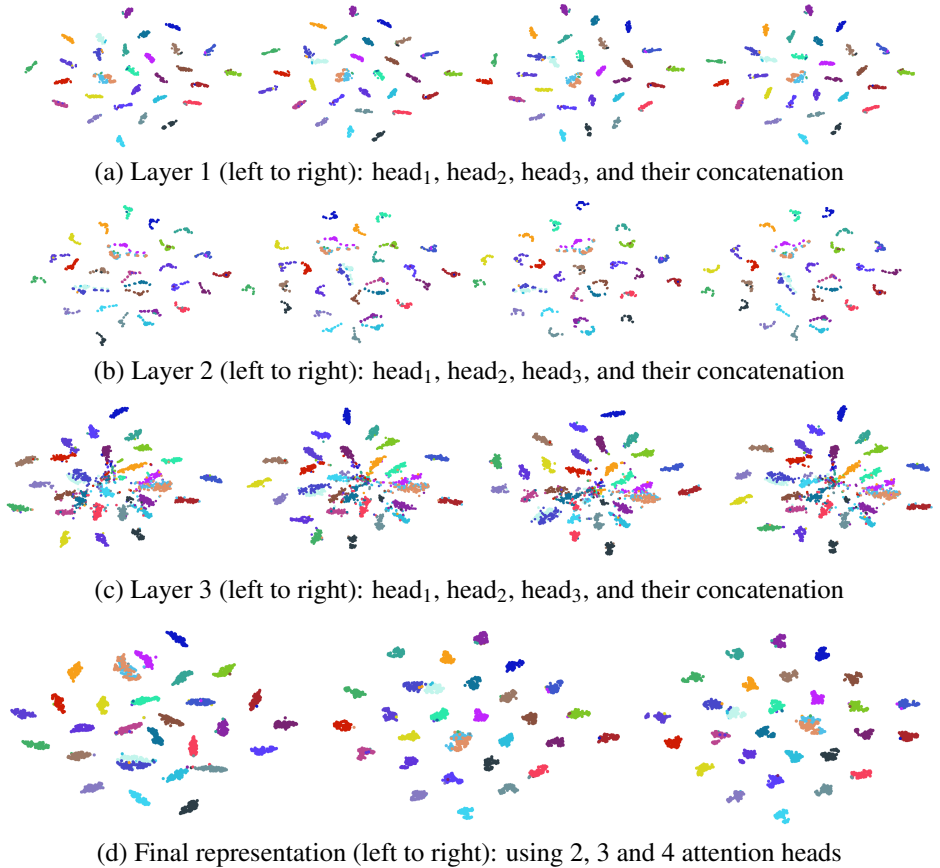 (a) Layer 1 (left to right): head₁, head₂, head₃, and their concatenation
(b) Layer 2 (left to right): head₁, head₂, head₃, and their concatenation
(c) Layer 3 (left to right): head₁, head₂, head₃, and their concatenation
(d) Final representation (left to right): using 2, 3 and 4 attention heads